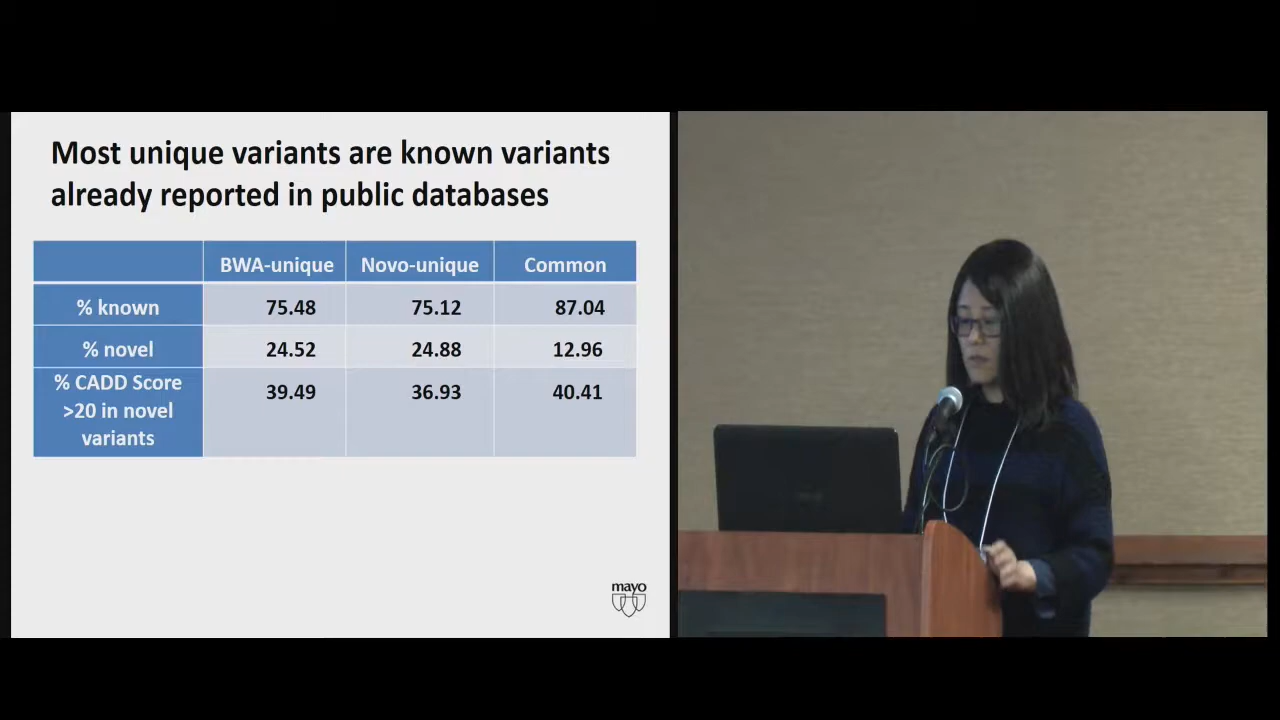 Most unique variants are known variants
already reported in public databases
BWA-unique Novo-unique Common
% known 75.48 75.12 87.04
% novel 24.52 24.88 12.96
% CADD Score
>20 in novel
variants
39.49 36.93 40.41
mayo